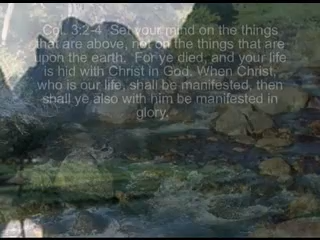 Col. 3:2-4  Set your mind on the things
that are above, not on the things that are
upon the earth.  For ye died, and your life
is hid with Christ in God. When Christ,
who is our life, shall be manifested, then
shall ye also with him be manifested in
glory.